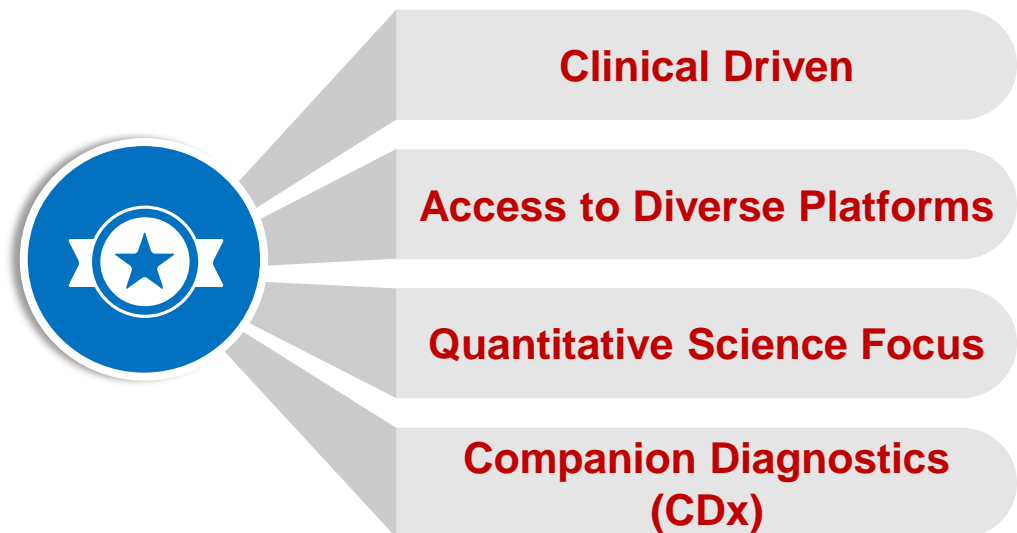 Clinical Driven
Access to Diverse Platforms
Quantitative Science Focus
Companion Diagnostics
(CDx)